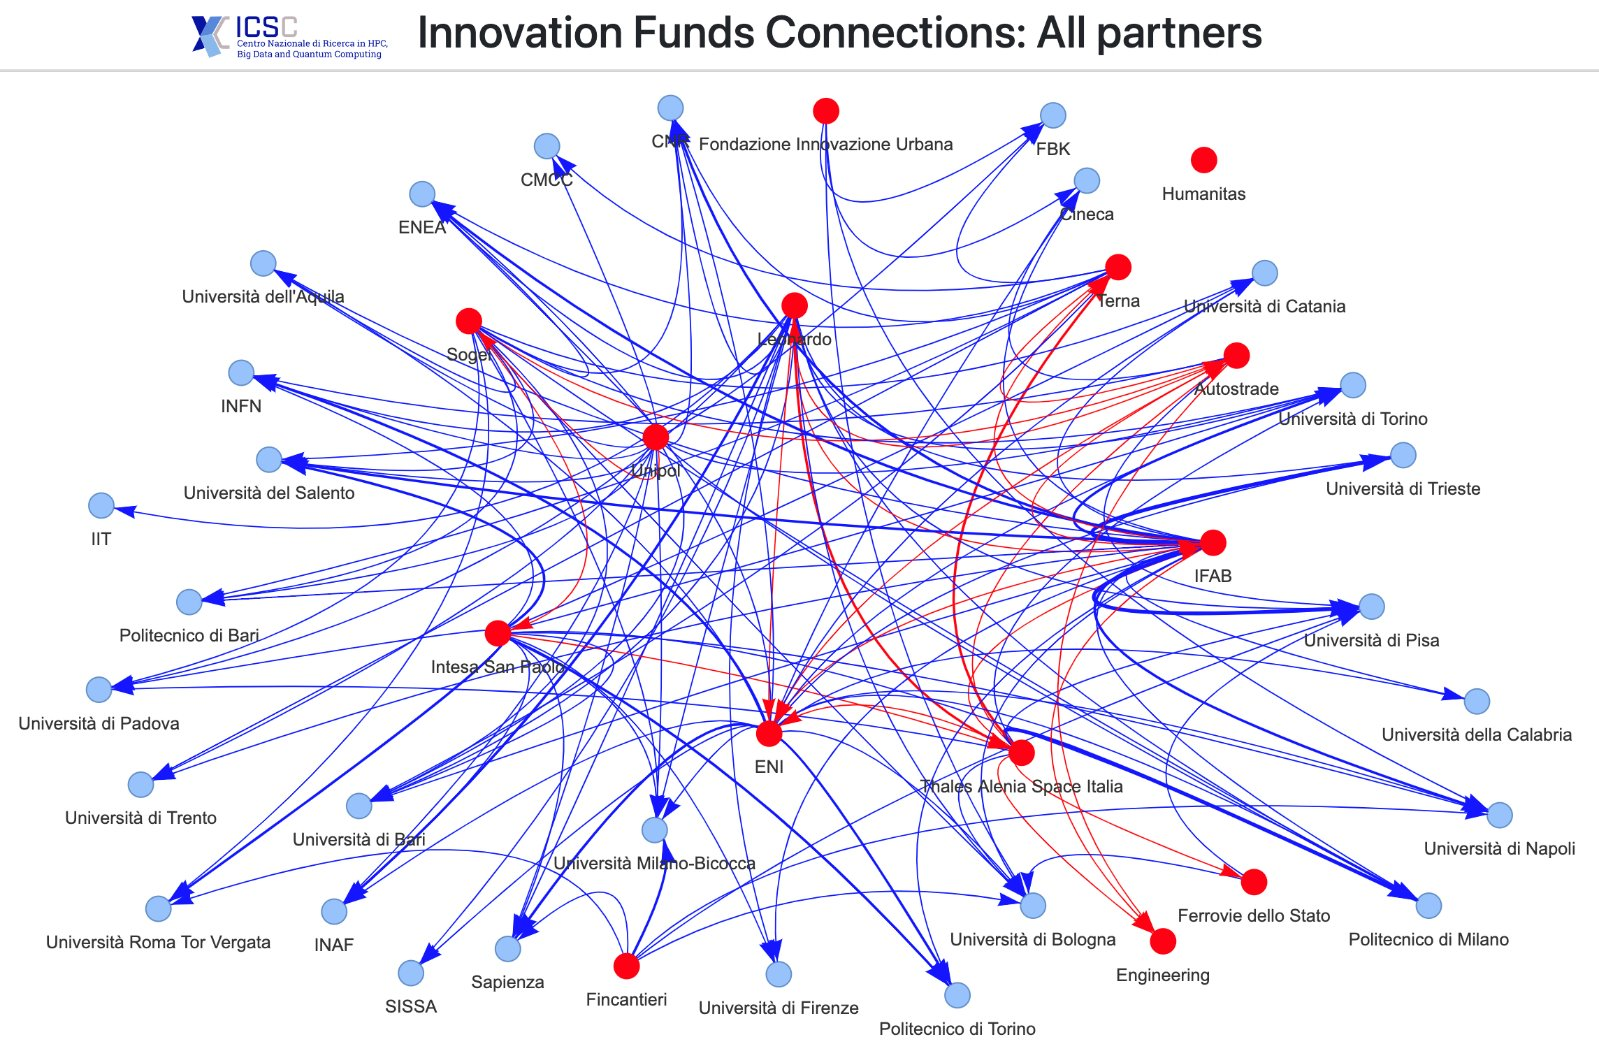 ICSC
Centro Nazionale di Ricerca in HPC,
Big Data and Quantum Computing
Innovation Funds Connections: All partners
CNR
Fondazione Innovazione Urbana
FBK
CMCC
Humanitas
Cineca
ENEA
Università dell'Aquila
Terna
Università di Catania
Leonardo
Sogei
Autostrade
INFN
Università di Torino
Unipol
Università del Salento
Università di Trieste
IIT
IFAB
Politecnico di Bari
Università di Pisa
Intesa San Paolo
Università di Padova
Università della Calabria
ENI
Thales Alenia Space Italia
Università di Trento
Università di Bari
Università Milano-Bicocca
Università di Napoli
Università Roma Tor Vergata
INAF
Università di Bologna
Ferrovie dello Stato
Politecnico di Milano
Engineering
Sapienza
SISSA
Fincantieri
Università di Firenze
Politecnico di Torino